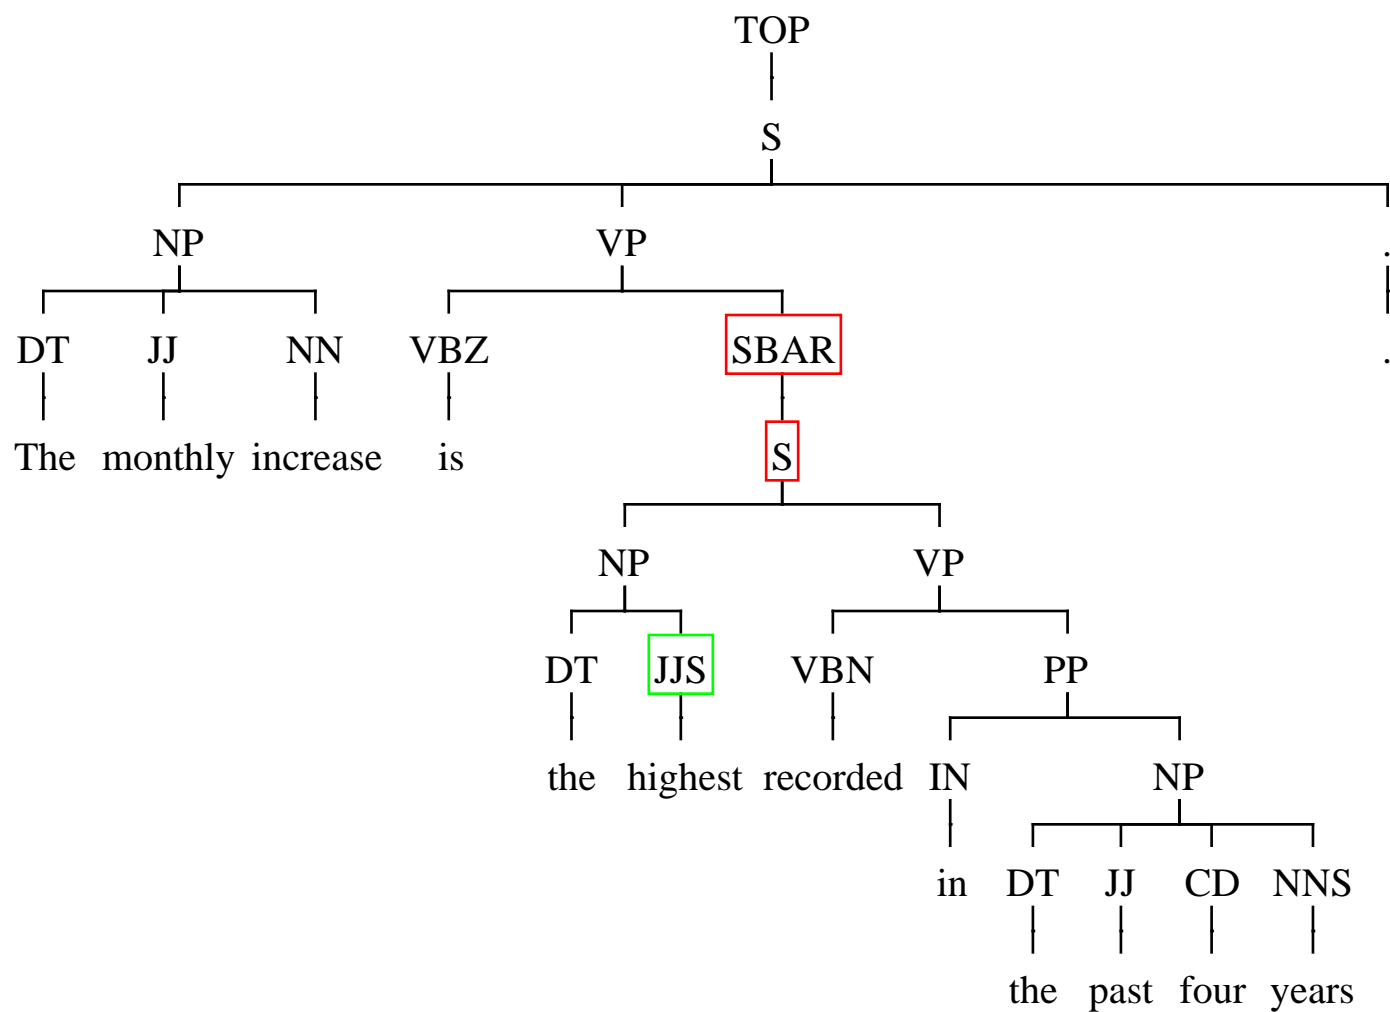 TOP
S
NP VP .
DT JJ NN VBZ SBAR .
The monthly increase is S
NP VP
DT JJS VBN PP
the highest recorded IN NP
in DT JJ CD NNS
the past four years